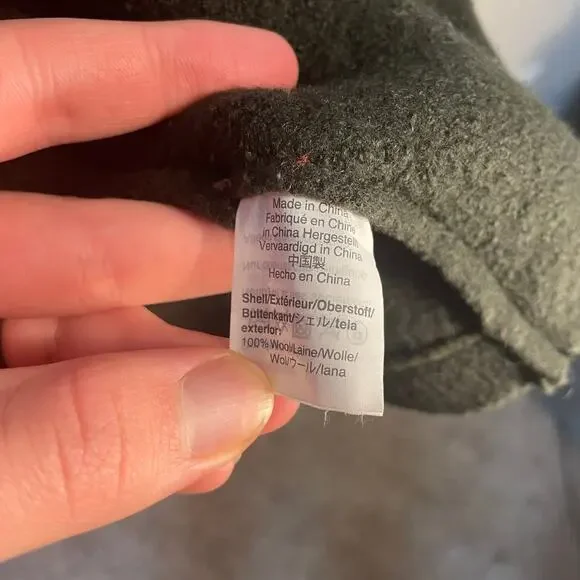 Made in China
Fabriqué en Chine
in China Hergestellt
Vervaardigd in China
中国製
Hecho en China
Shell/Extérieur/Oberstoff/
Buitenkant/シェル/tela
exterior)
100% Wool/Laine/Wolle/
Wol/ウール/lana